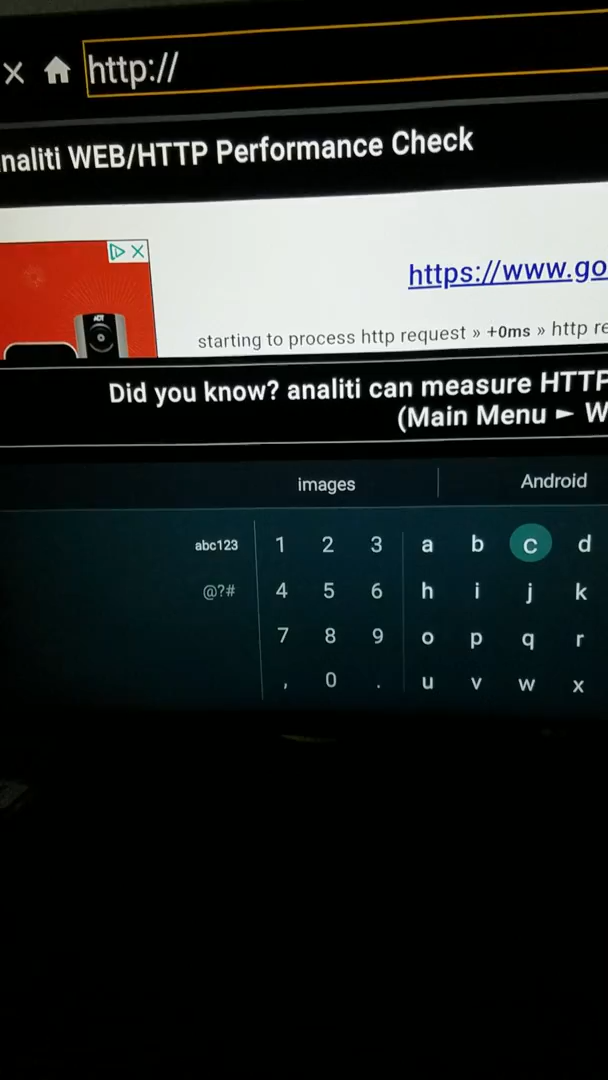 http://
naliti WEB/HTTP Performance Check
https://www.go
starting to process http request » +0ms » http re
ADT
Did you know? analiti can measure HTTP
(Main Menu ► W
images Android
abc123 1 2 3 a b c d
@?# 4 5 6 h i j k
7 8 9 o p q r
, 0 . u v w x